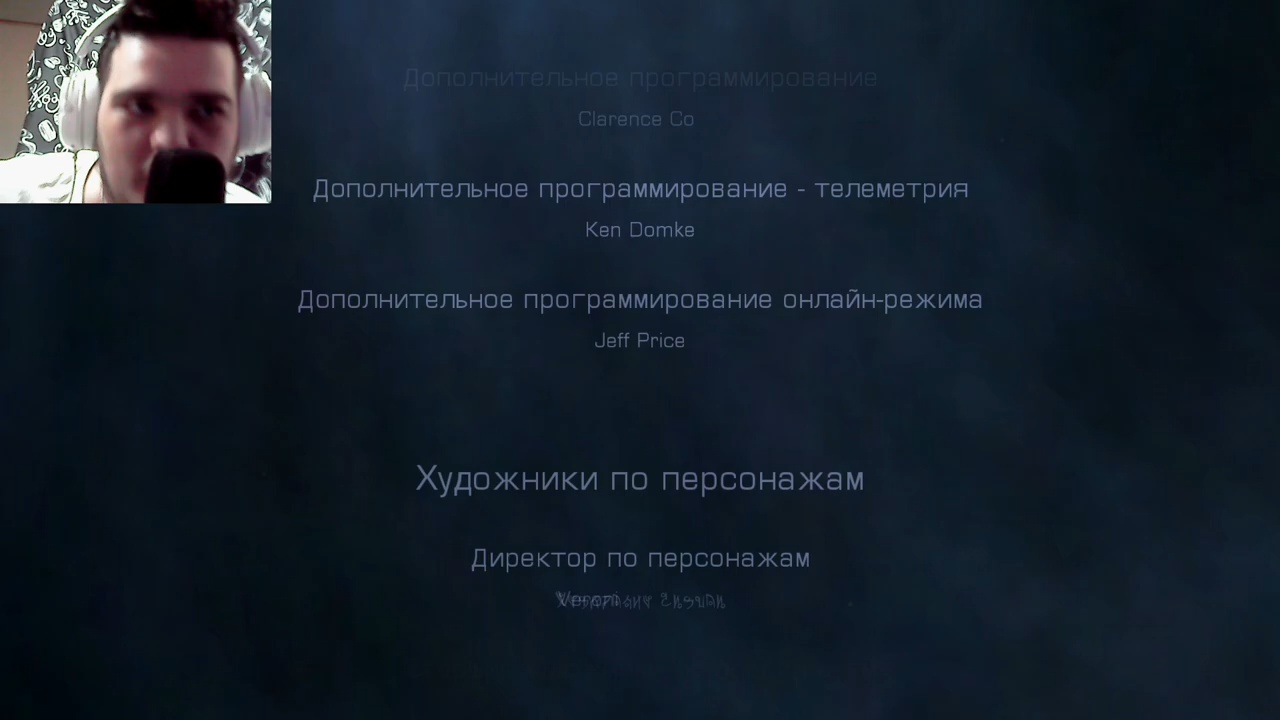 Дополнительное программирование
Clarence Co
Дополнительное программирование - телеметрия
Ken Domke
Дополнительное программирование онлайн-режима
Jeff Price
Художники по персонажам
Директор по персонажам